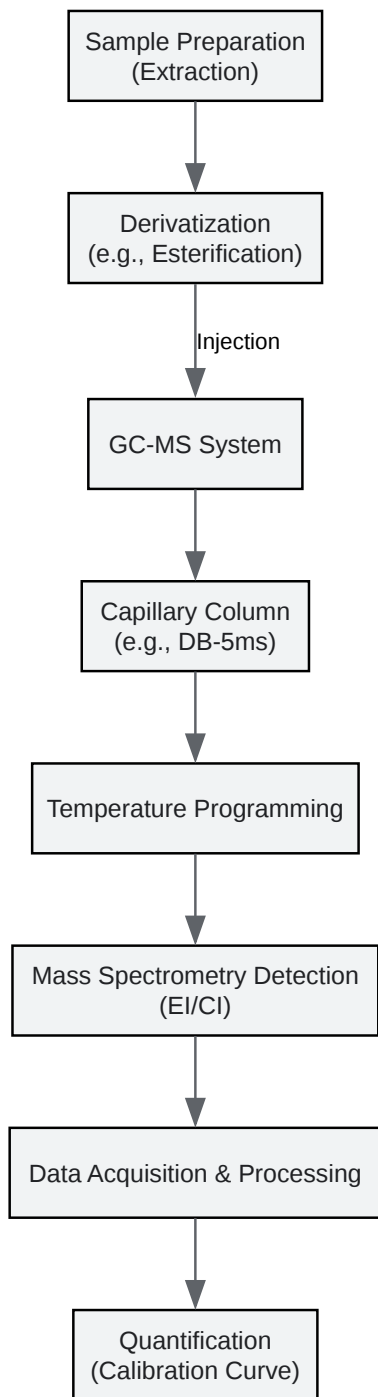 Sample Preparation
(Extraction)
Derivatization
(e.g., Esterification)
Injection
GC-MS System
Capillary Column
(e.g., DB-5ms)
Temperature Programming
Mass Spectrometry Detection
(EI/CI)
Data Acquisition & Processing
Quantification
(Calibration Curve)